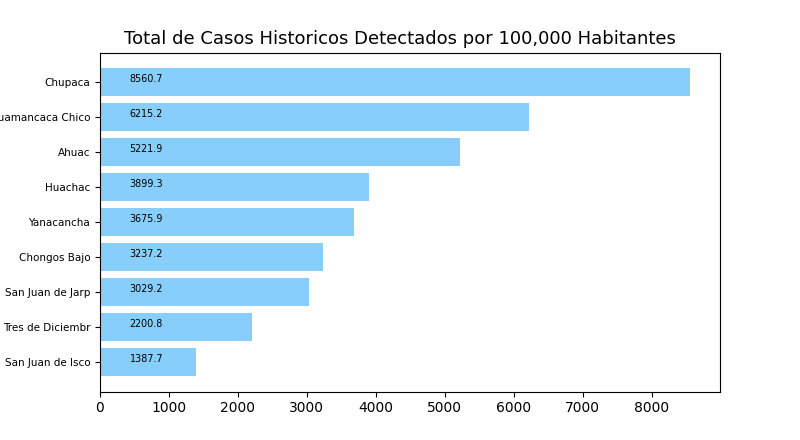 Total de Casos Historicos Detectados por 100,000 Habitantes
Chupaca 8560.7
uamancaca Chico 6215.2
Ahuac 5221.9
Huachac 3899.3
Yanacancha 3675.9
Chongos Bajo 3237.2
San Juan de Jarp 3029.2
Tres de Diciembr 2200.8
San Juan de Isco 1387.7
0 1000 2000 3000 4000 5000 6000 7000 8000